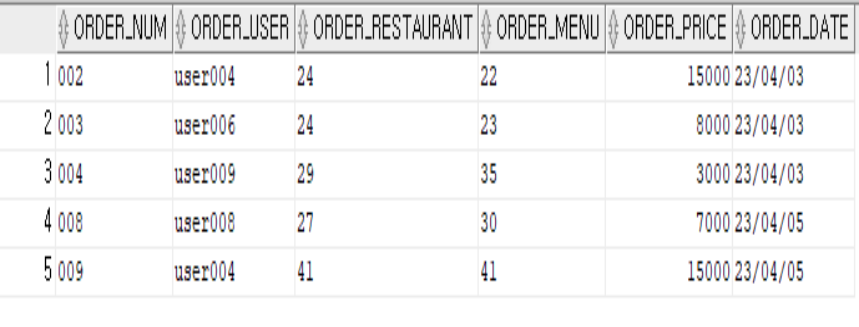 ORDER_NUM ORDER_USER ORDER_RESTAURANT ORDER_MENU ORDER_PRICE ORDER_DATE
1 002 user004 24 22 15000 23/04/03
2 003 user006 24 23 8000 23/04/03
3 004 user009 29 35 3000 23/04/03
4 008 user008 27 30 7000 23/04/05
5 009 user004 41 41 15000 23/04/05